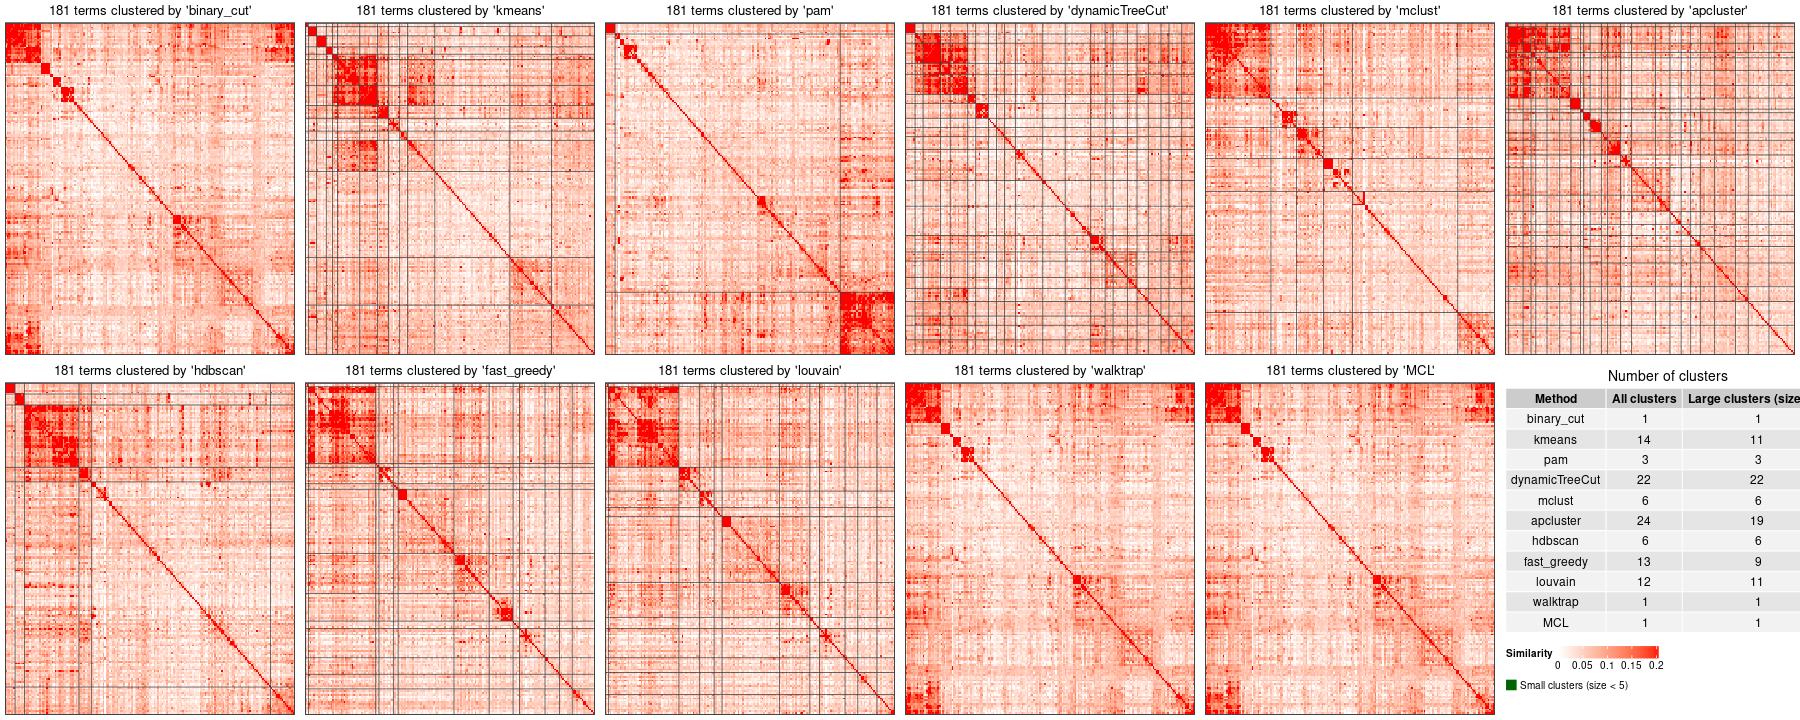 181 terms clustered by 'binary_cut'
181 terms clustered by 'kmeans'
181 terms clustered by 'pam'
181 terms clustered by 'dynamicTreeCut'
181 terms clustered by 'mclust'
181 terms clustered by 'apcluster'
181 terms clustered by 'hdbscan'
181 terms clustered by 'fast_greedy'
181 terms clustered by 'louvain'
181 terms clustered by 'walktrap'
181 terms clustered by 'MCL'
Number of clusters
Method All clusters Large clusters (size
binary_cut 1 1
kmeans 14 11
pam 3 3
dynamicTreeCut 22 22
mclust 6 6
apcluster 24 19
hdbscan 6 6
fast_greedy 13 9
louvain 12 11
walktrap 1 1
MCL 1 1
Similarity
0 0.05 0.1 0.15 0.2
Small clusters (size < 5)